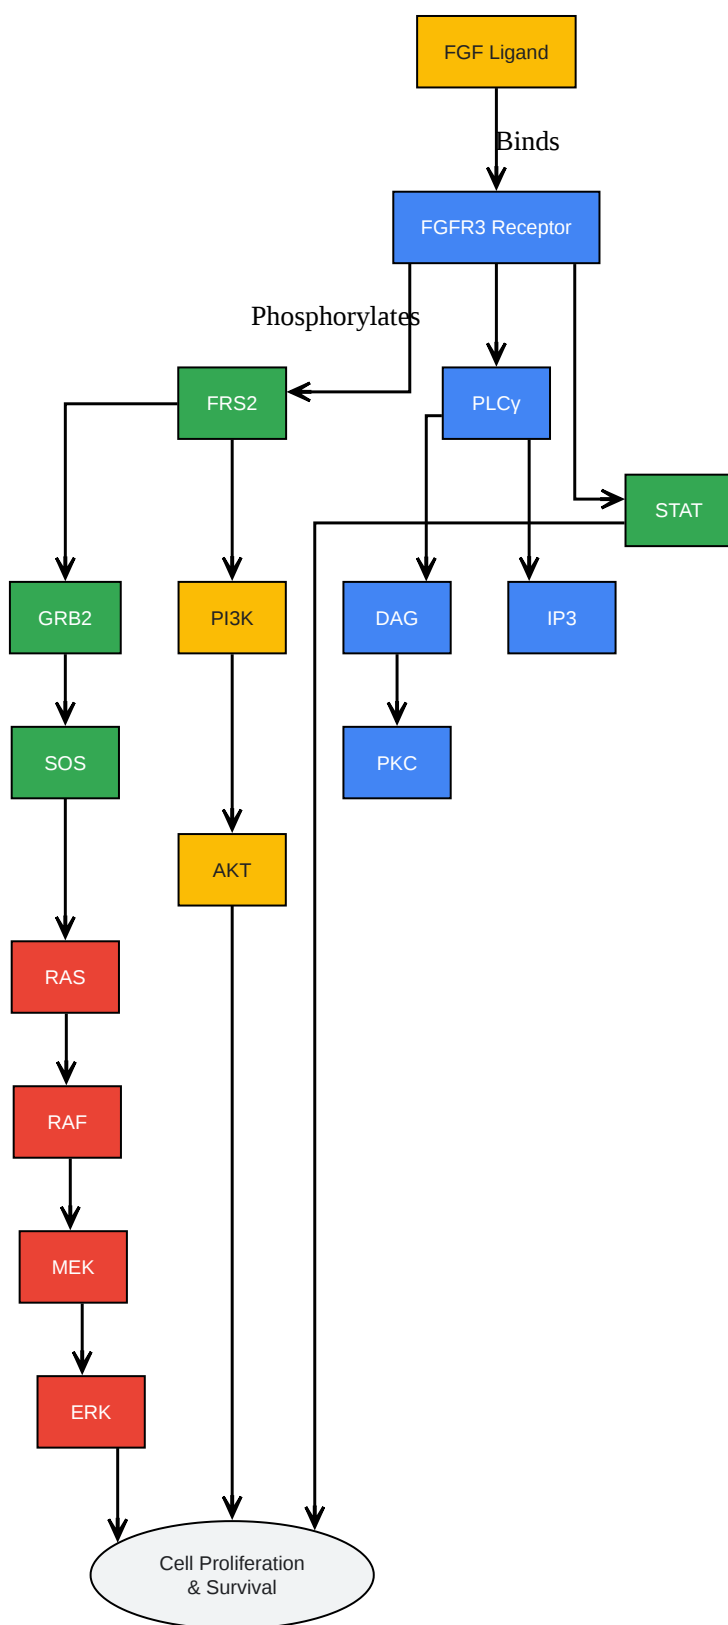 FGF Ligand
Binds
FGFR3 Receptor
Phosphorylates
FRS2
PLCγ
STAT
GRB2
PI3K
DAG
IP3
SOS
PKC
AKT
RAS
RAF
MEK
ERK
Cell Proliferation
& Survival